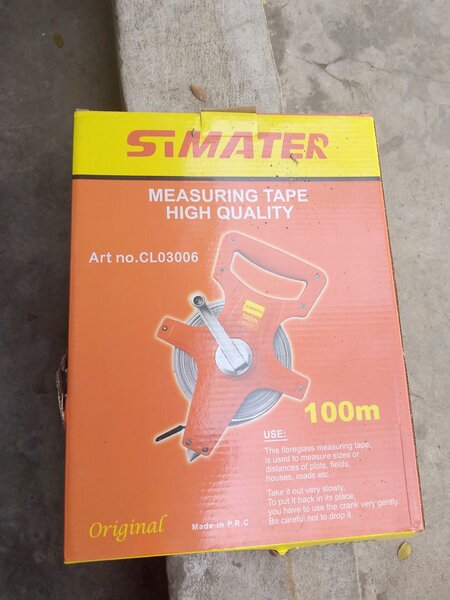 SiMATER
MEASURING TAPE
HIGH QUALITY
Art no.CL03006
100m
100m
USE:
This fibreglass measuring tape,
is used to measure sizes or
distances of plots, fields,
houses, roads etc.
Take it out very slowly,
To put it back in its place,
you have to use the crank very gently.
Be careful not to drop it.
Original
Made in P.R.C